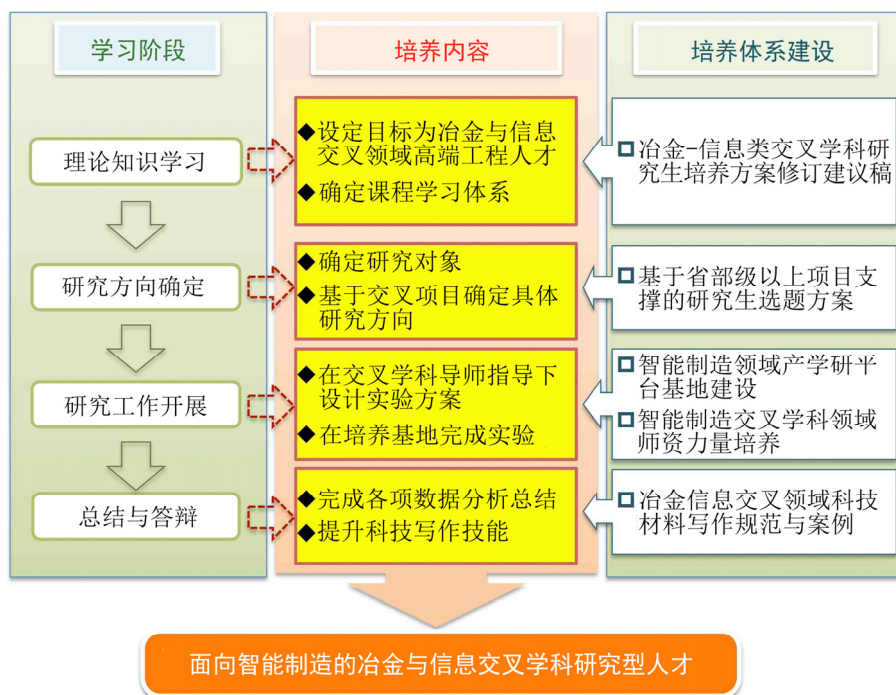 学习阶段
培养内容
培养体系建设
理论知识学习
◆设定目标为冶金与信息
交叉领域高端工程人才
◆确定课程学习体系
冶金-信息类交叉学科研
究生培养方案修订建议稿
研究方向确定
◆确定研究对象
◆基于交叉项目确定具体
研究方向
基于省部级以上项目支
撑的研究生选题方案
研究工作开展
◆在交叉学科导师指导下
设计实验方案
◆在培养基地完成实验
智能制造领域产学研平
台基地建设
智能制造交叉学科领域
师资力量培养
总结与答辩
◆完成各项数据分析总结
◆提升科技写作技能
冶金信息交叉领域科技
材料写作规范与案例
面向智能制造的冶金与信息交叉学科研究型人才